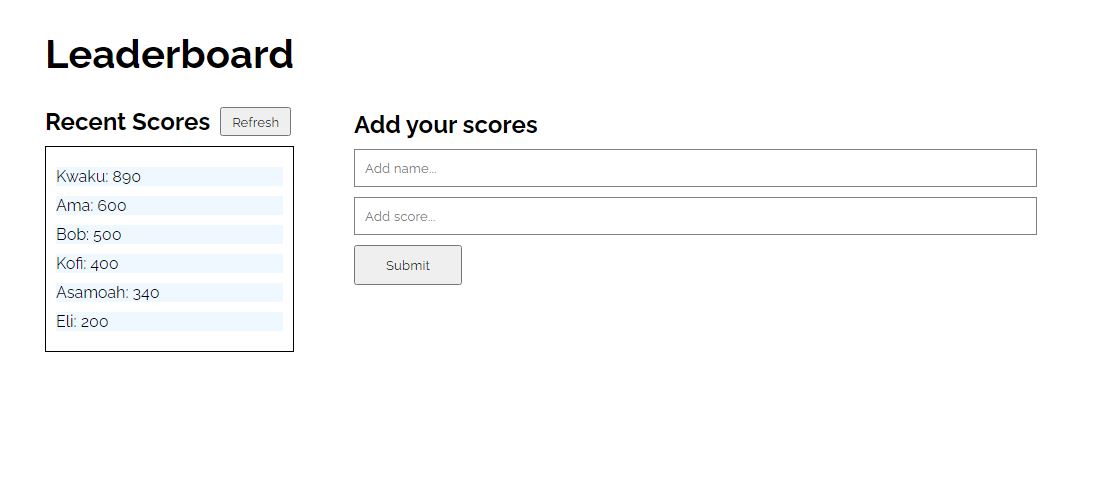 Leaderboard
Recent Scores
Refresh
Kwaku: 890
Ama: 600
Bob: 500
Kofi: 400
Asamoah: 340
Eli: 200
Add your scores
Add name...
Add score...
Submit